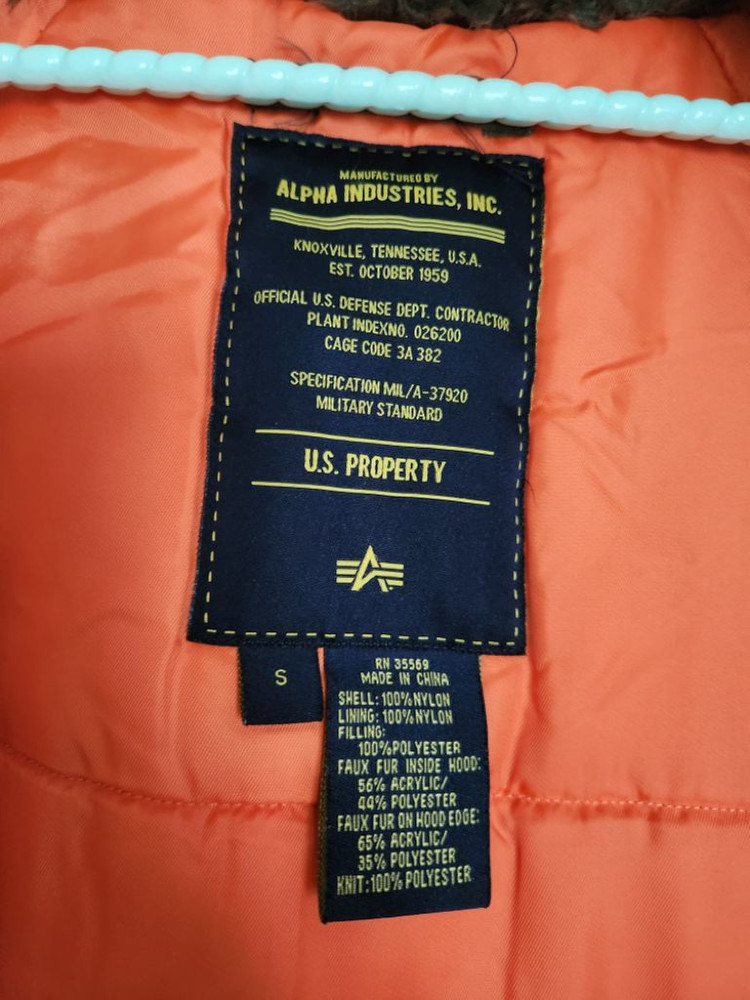 MANUFACTURED BY
ALPHA INDUSTRIES, INC.
KNOXVILLE, TENNESSEE, U.S.A.
EST. OCTOBER 1959
OFFICIAL U.S. DEFENSE DEPT. CONTRACTOR
PLANT INDEXNO. 026200
CAGE CODE 3A 382
SPECIFICATION MIL/A-37920
MILITARY STANDARD
U.S. PROPERTY
A
S
RN 35569
MADE IN CHINA
SHELL: 100%NYLON
LINING: 100%NYLON
FILLING:
100%POLYESTER
FAUX FUR INSIDE HOOD:
56% ACRYLIC/
44% POLYESTER
FAUX FUR ON HOOD EDGE:
65% ACRYLIC/
35% POLYESTER
KNIT: 100% POLYESTER